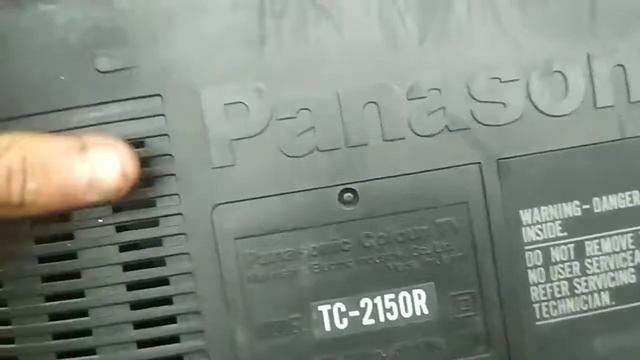 Panason
Panasonic Colour TV
TC-2150R
WARNING-DANGER
INSIDE.
DO NOT REMOVE
NO USER SERVICEA
REFER SERVICING
TECHNICIAN.